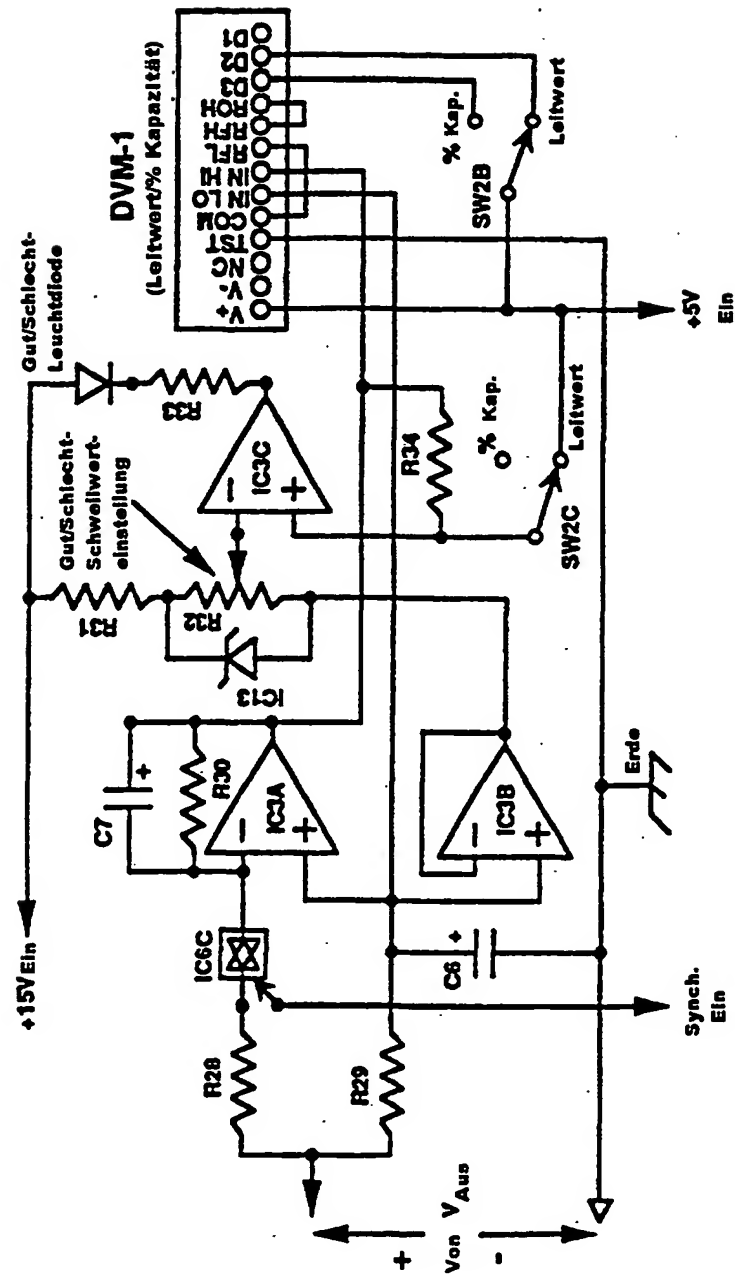 DVM-1
(Leitwert/% Kapazität)
V+
V-
NC
TST
COM
IN LO
IN HI
RFL
RFH
ROH
D3
D2
D1
Gut/Schlecht-
Leuchtdiode
R33
Gut/Schlecht-
Schwellwert-
einstellung
IC3C
−
+
R31
R32
IC13
% Kap.
Leitwert
SW2B
+5V
Ein
R34
% Kap.
Leitwert
SW2C
+15V Ein
C7
+
R30
IC3A
−
+
IC3B
−
+
Erde
IC6C
C6
+
R28
R29
Synch.
Ein
+
Von VAus
-